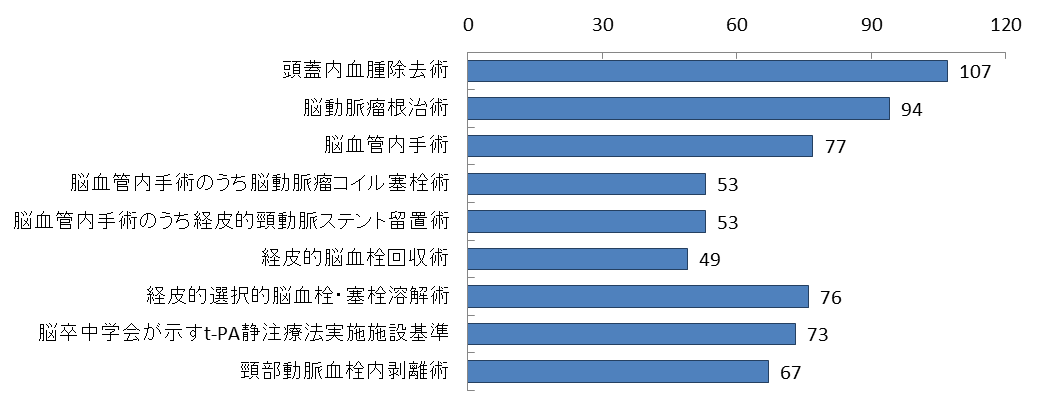 0 30 60 90 120
頭蓋内血腫除去術 107
脳動脈瘤根治術 94
脳血管内手術 77
脳血管内手術のうち脳動脈瘤コイル塞栓術 53
脳血管内手術のうち経皮的頸動脈ステント留置術 53
経皮的脳血栓回収術 49
経皮的選択的脳血栓・塞栓溶解術 76
脳卒中学会が示すt-PA静注療法実施施設基準 73
頸部動脈血栓内剥離術 67